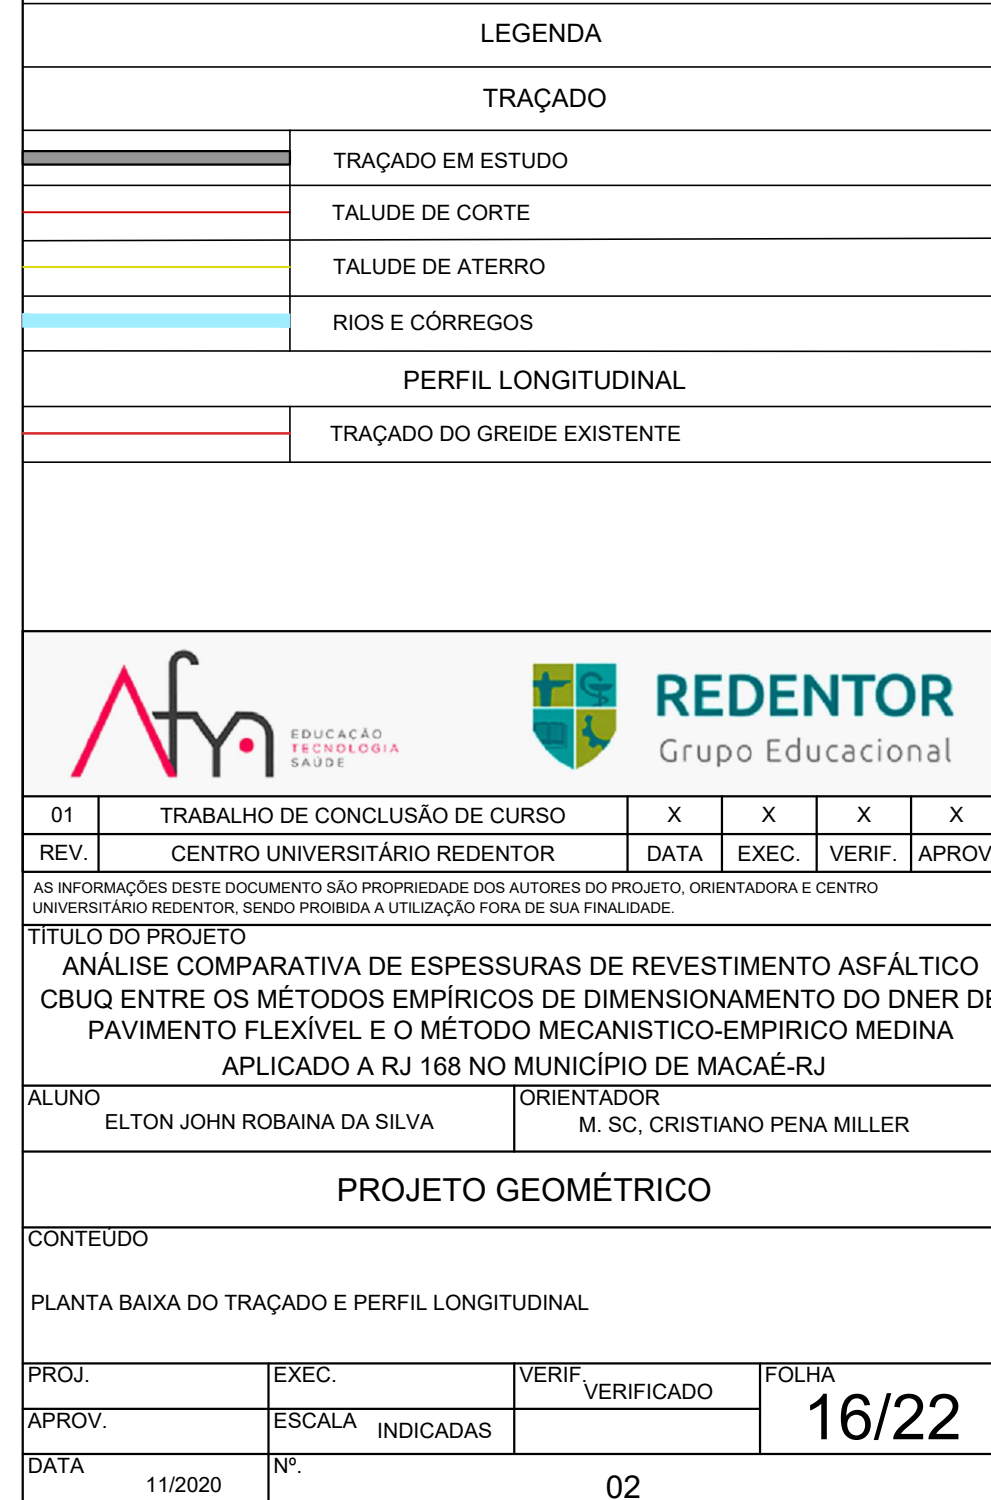 LEGENDA
TRAÇADO
TRAÇADO EM ESTUDO
TALUDE DE CORTE
TALUDE DE ATERRO
RIOS E CÓRREGOS
PERFIL LONGITUDINAL
TRAÇADO DO GREIDE EXISTENTE
Afya EDUCAÇÃO
TECNOLOGIA
SAÚDE
REDENTOR
Grupo Educacional
01 TRABALHO DE CONCLUSÃO DE CURSO X X X X
REV. CENTRO UNIVERSITÁRIO REDENTOR DATA EXEC. VERIF. APROV
AS INFORMAÇÕES DESTE DOCUMENTO SÃO PROPRIEDADE DOS AUTORES DO PROJETO, ORIENTADORA E CENTRO
UNIVERSITÁRIO REDENTOR, SENDO PROIBIDA A UTILIZAÇÃO FORA DE SUA FINALIDADE.
TÍTULO DO PROJETO
ANÁLISE COMPARATIVA DE ESPESSURAS DE REVESTIMENTO ASFÁLTICO
CBUQ ENTRE OS MÉTODOS EMPÍRICOS DE DIMENSIONAMENTO DO DNER DE
PAVIMENTO FLEXÍVEL E O MÉTODO MECANISTICO-EMPIRICO MEDINA
APLICADO A RJ 168 NO MUNICÍPIO DE MACAÉ-RJ
ALUNO
ELTON JOHN ROBAINA DA SILVA
ORIENTADOR
M. SC, CRISTIANO PENA MILLER
PROJETO GEOMÉTRICO
CONTEÚDO
PLANTA BAIXA DO TRAÇADO E PERFIL LONGITUDINAL
PROJ. EXEC. VERIF. VERIFICADO FOLHA
16/22
APROV. ESCALA INDICADAS
DATA 11/2020 Nº. 02